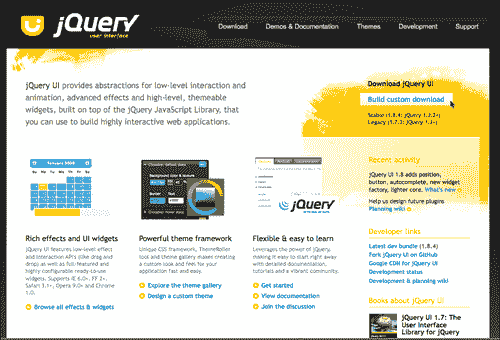 jQuery
user interface
Download Demos & Documentation Themes Development Support
jQuery UI provides abstractions for low-level interaction and
animation, advanced effects and high-level, themeable
widgets, built on top of the jQuery JavaScript Library, that
you can use to build highly interactive web applications.
Download jQuery UI
Build custom download
Stable (1.8.4: jQuery 1.3.2+)
Legacy (1.7.3: jQuery 1.3+)
jQuery
Rich effects and UI widgets
jQuery UI features low-level effect
and interaction APIs (like drag and
drop) as well as full featured and
highly configurable ready-to-use
widgets. Supports IE 6.0+, FF 2+,
Safari 3.1+, Opera 9.0+ and Chrome
1.0.
Browse all effects & widgets
Powerful theme framework
Unique CSS framework, ThemeRoller
tool and theme gallery makes creating
a custom look and feel for your
application fast and easy.
Explore the theme gallery
Design a custom theme
Flexible & easy to learn
Leverages the power of jQuery,
making it easy to start right away
with detailed documentation,
tutorials and a vibrant community.
Get started
View documentation
Join the discussion
Recent activity
jQuery UI 1.8 adds position,
button, autocomplete, new widget
factory, lighter core. What's new
Help us design future plugins
Planning wiki
Developer links
Latest dev bundle (1.8.4)
Fork jQuery UI on GitHub
Google CDN for jQuery UI
Development status
Development & planning wiki
Books about jQuery UI
jQuery UI 1.7: The
User Interface
Library for jQuery